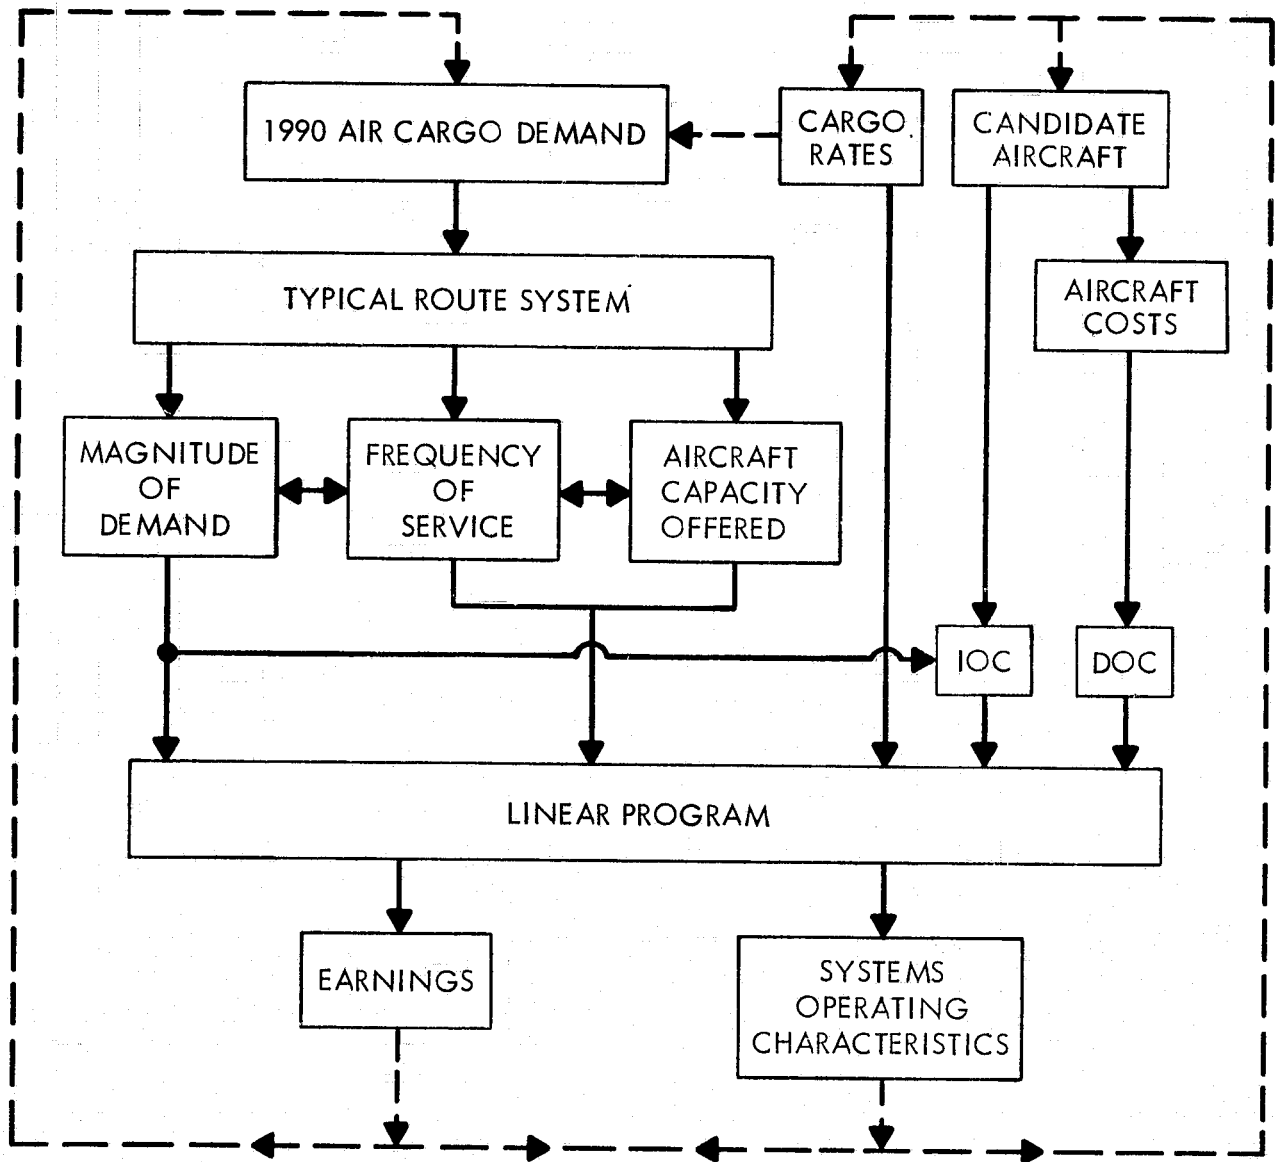 1990 AIR CARGO DEMAND
CARGO
RATES
CANDIDATE
AIRCRAFT
TYPICAL ROUTE SYSTEM
AIRCRAFT
COSTS
MAGNITUDE
OF
DEMAND
FREQUENCY
OF
SERVICE
AIRCRAFT
CAPACITY
OFFERED
IOC
DOC
LINEAR PROGRAM
EARNINGS
SYSTEMS
OPERATING
CHARACTERISTICS